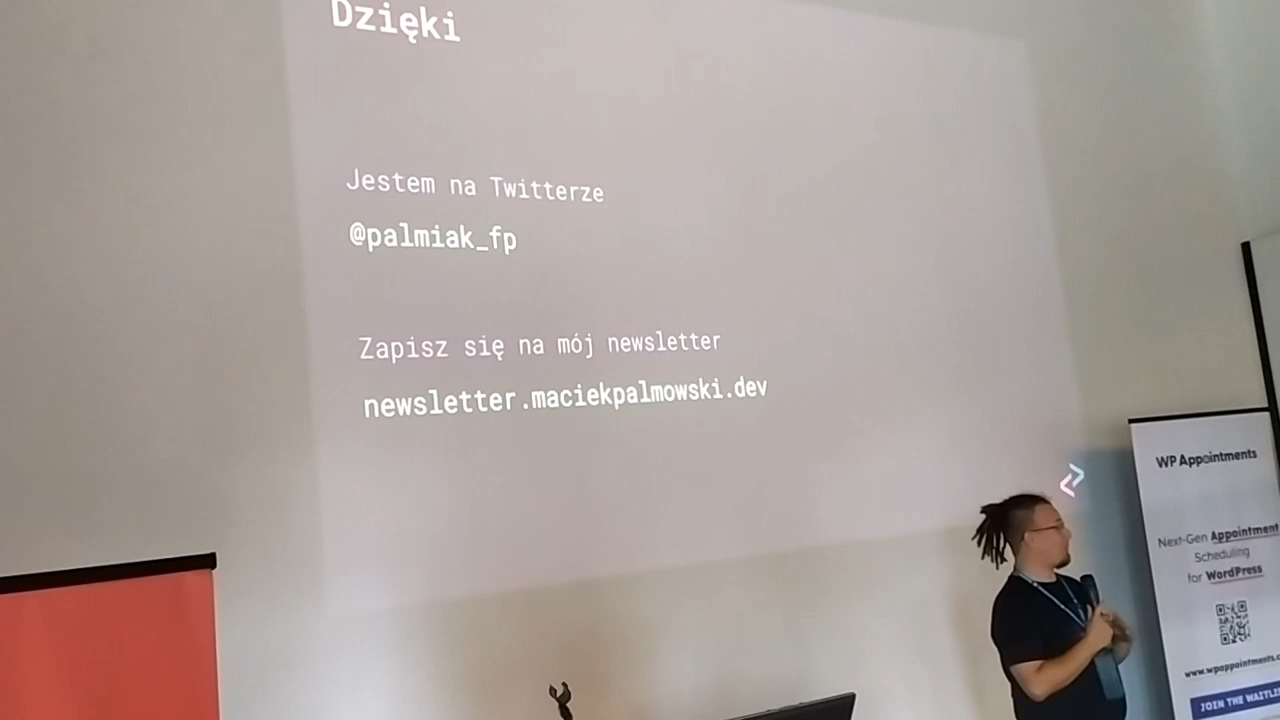 Dzięki
Jestem na Twitterze
@palmiak_fp
Zapisz się na mój newsletter
newsletter.maciekpalmowski.dev
WP Appointments
Next-Gen Appointment
Scheduling
for WordPress
www.wpappointments.c
JOIN THE WAITLIS